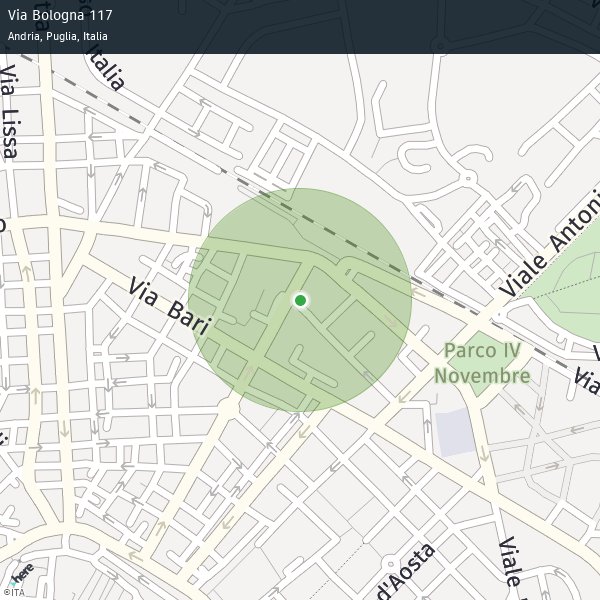 Via Bologna 117
Andria, Puglia, Italia
Italia
Via Lissa
Viale Antoni
Via Bari
Parco IV
Novembre
Via
d'Aosta
Viale
here
©ITA